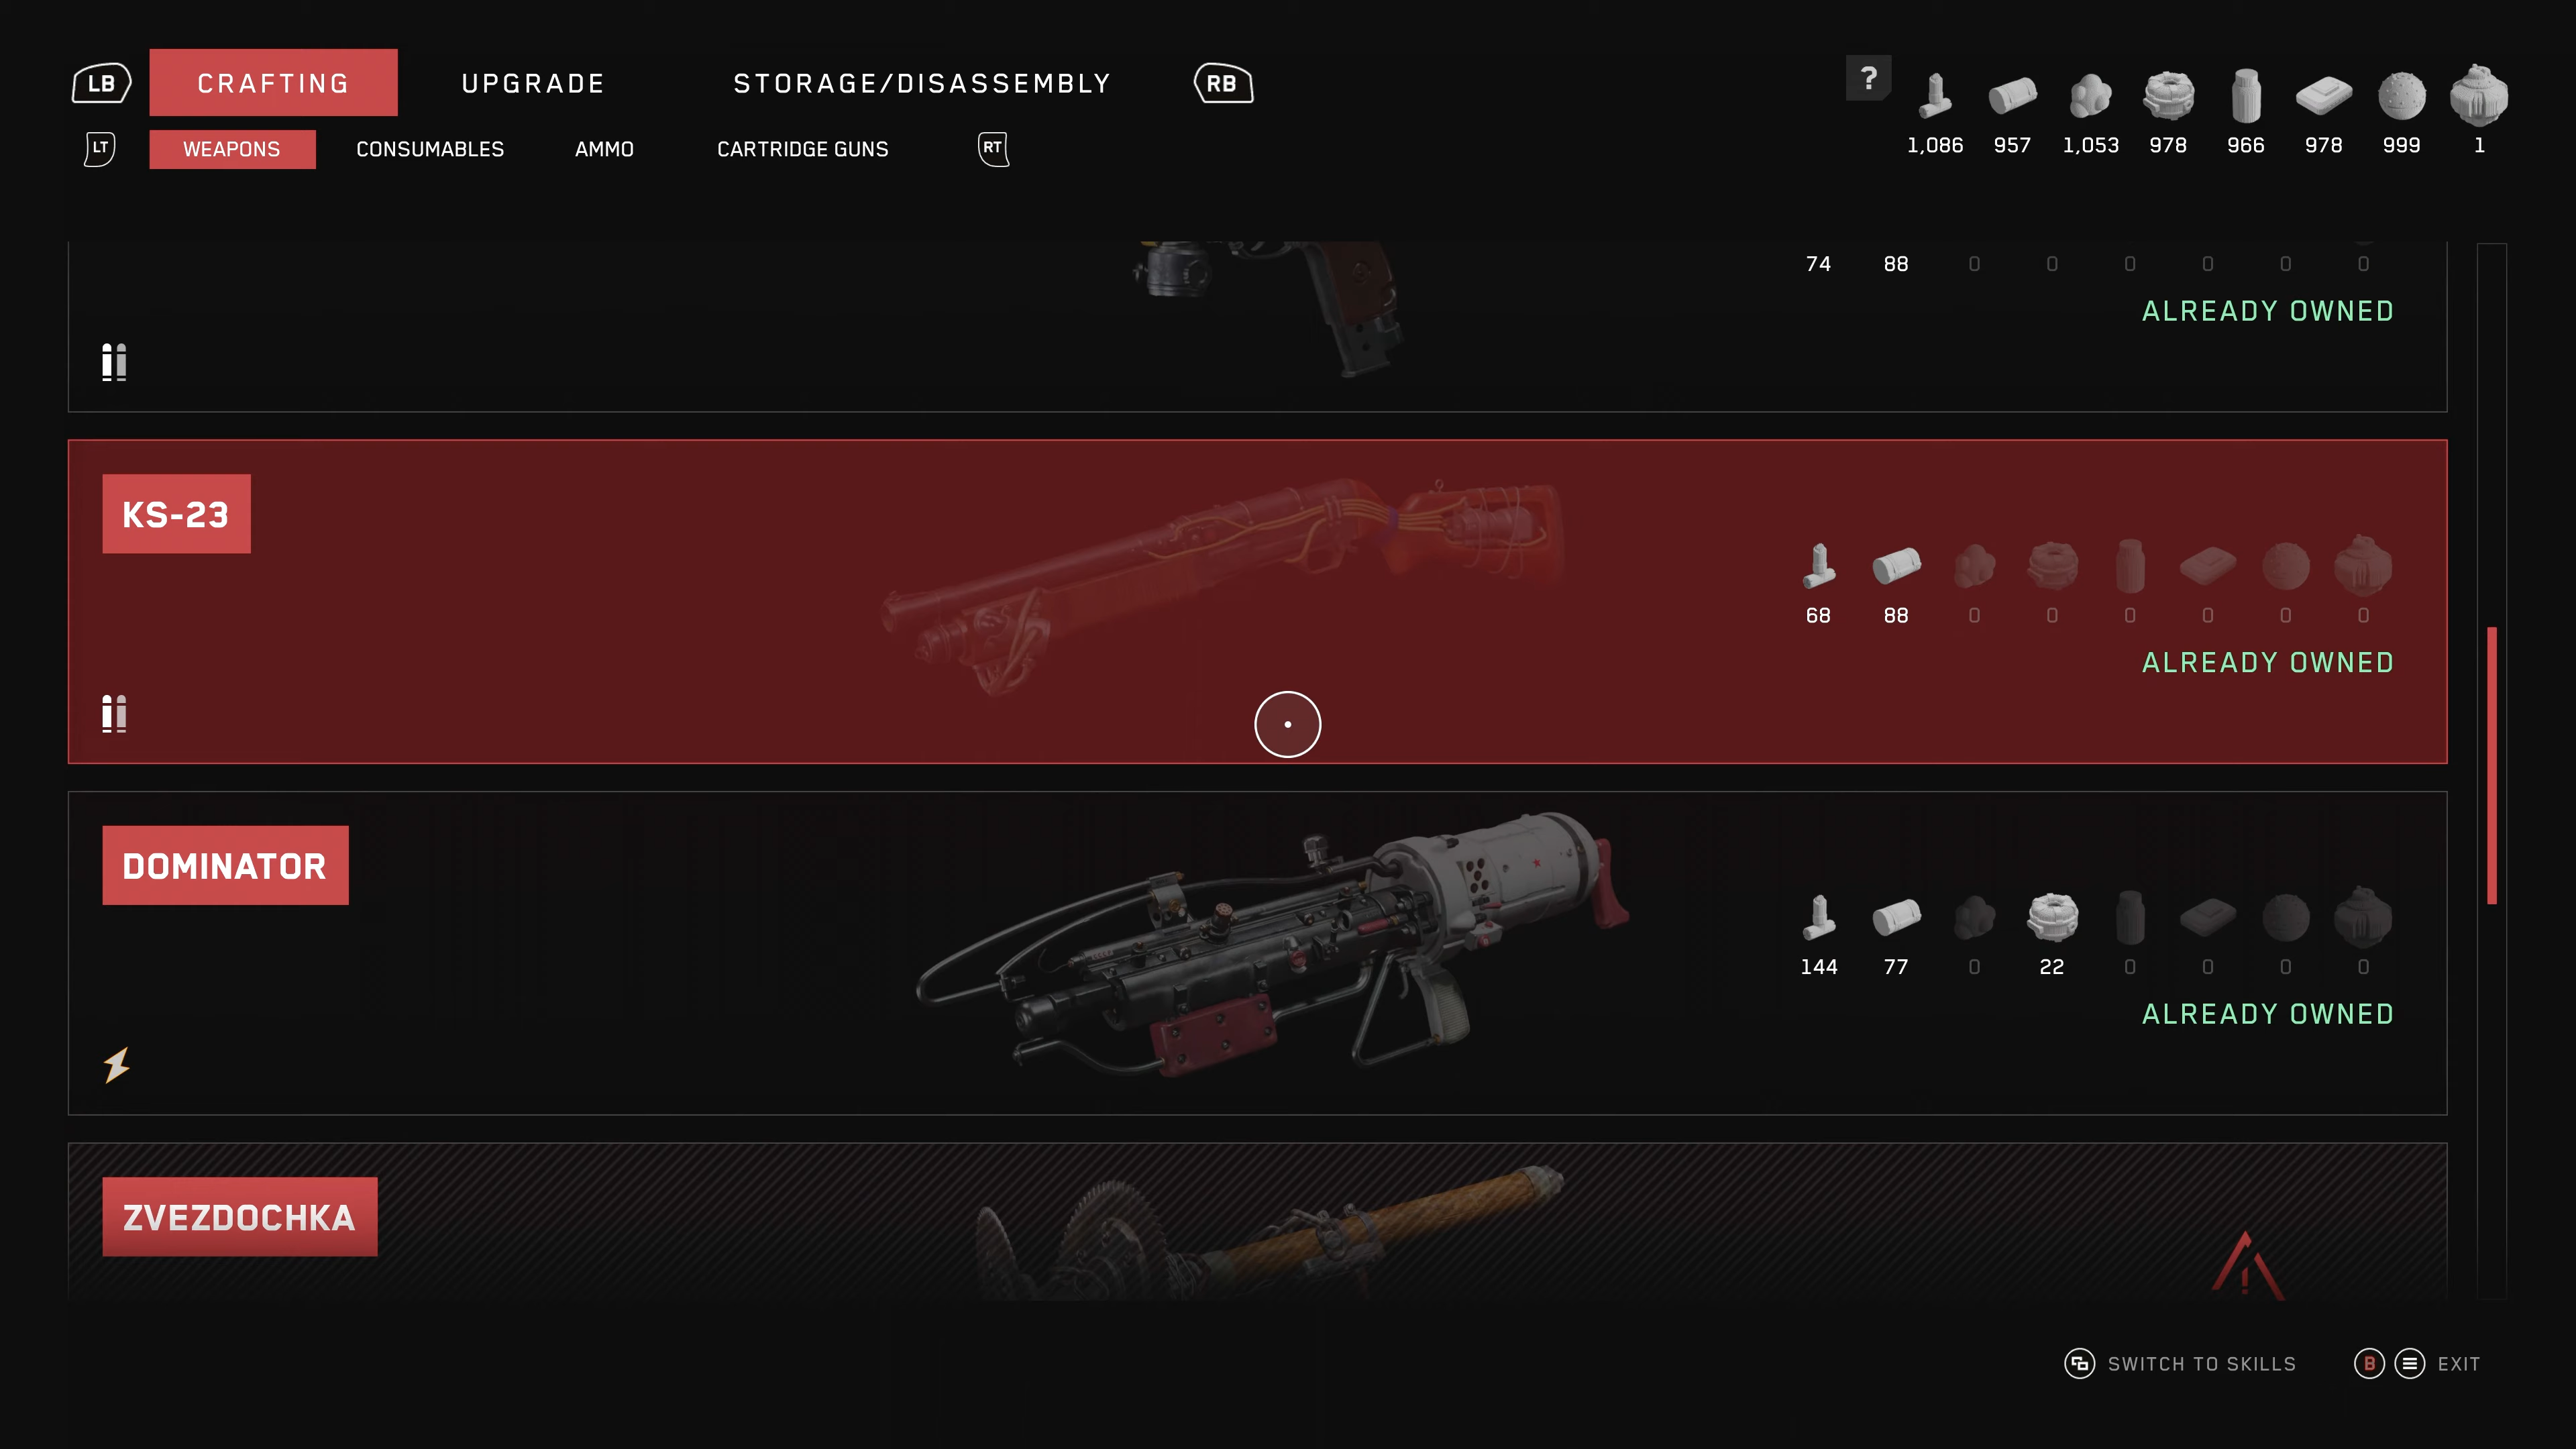 LB CRAFTING UPGRADE STORAGE/DISASSEMBLY RB ?
LT WEAPONS CONSUMABLES AMMO CARTRIDGE GUNS RT
1,086 957 1,053 978 966 978 999 1
74 88 0 0 0 0 0 0
ALREADY OWNED
KS-23
68 88 0 0 0 0 0 0
ALREADY OWNED
DOMINATOR
144 77 0 22 0 0 0 0
ALREADY OWNED
ZVEZDOCHKA
SWITCH TO SKILLS B EXIT